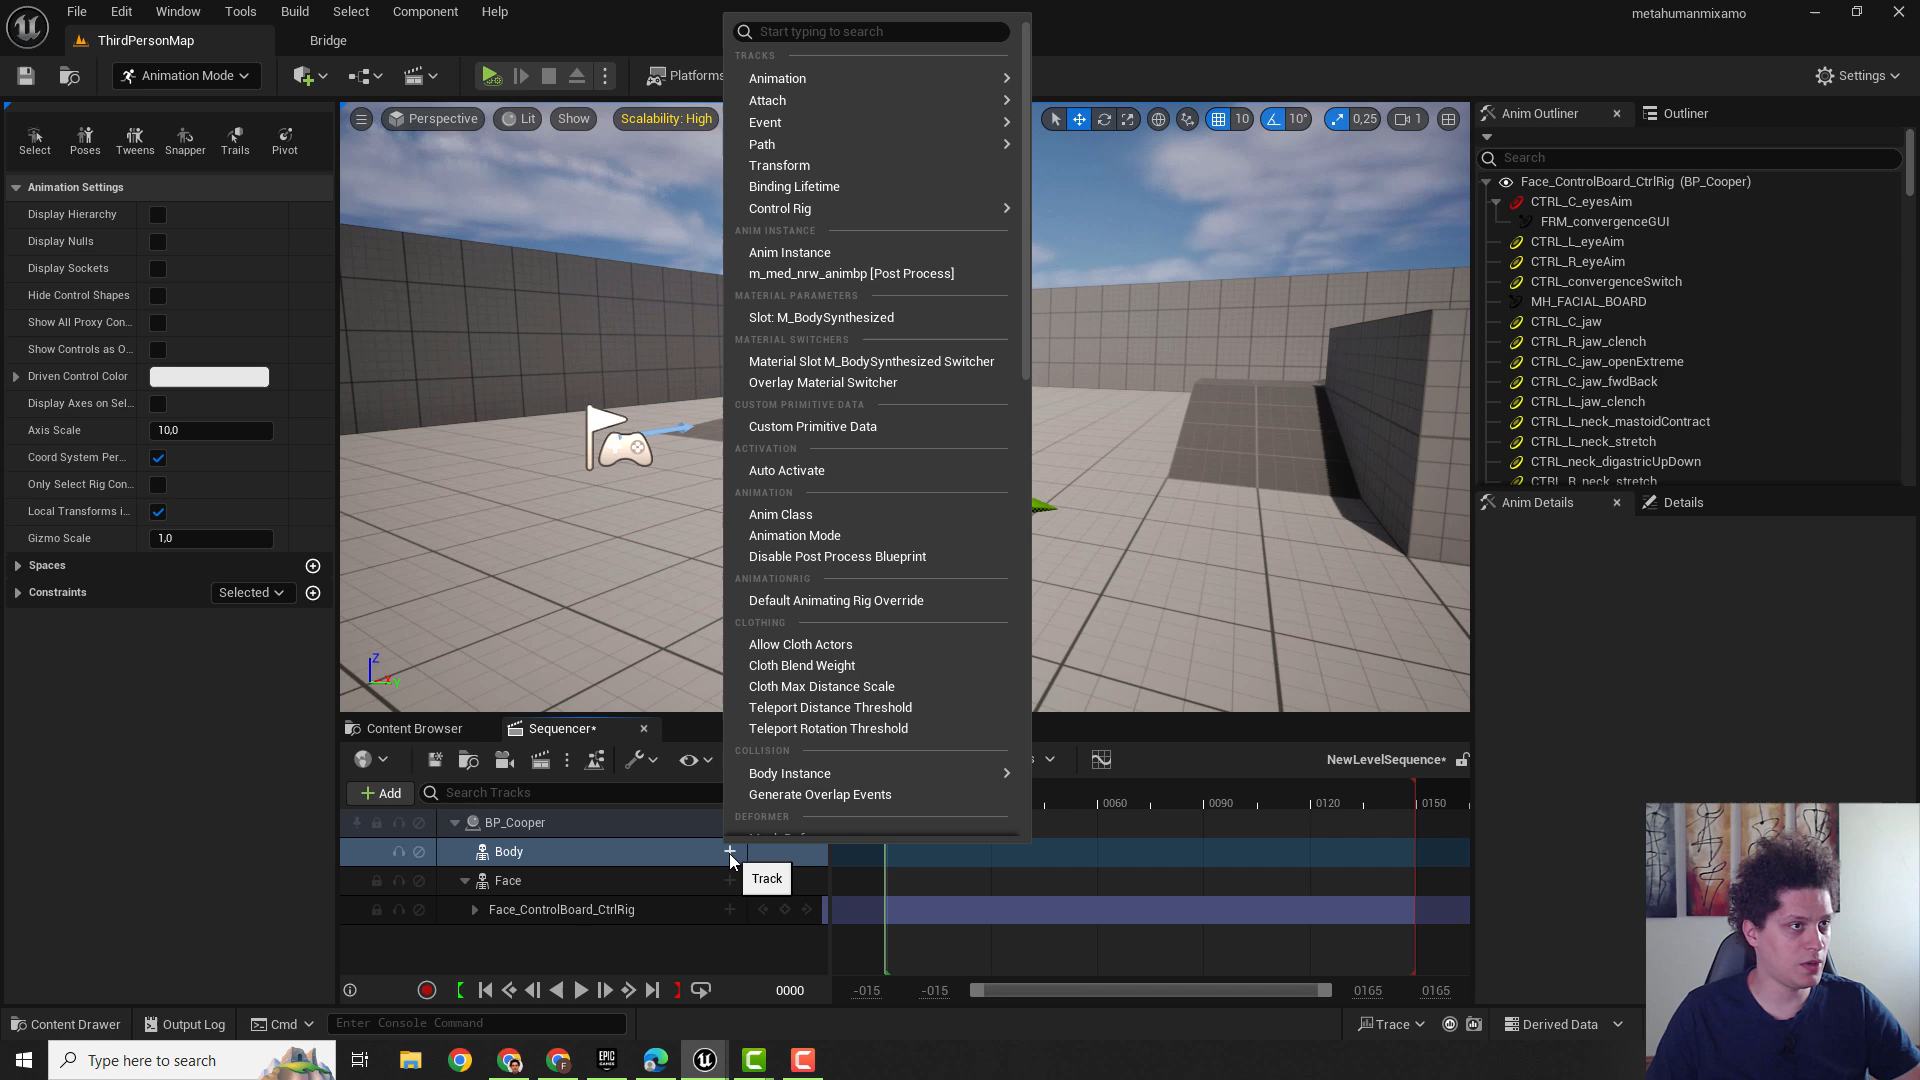 File Edit Window Tools Build Select Component Help
metahumanmixamo
ThirdPersonMap
Bridge
Animation Mode
Platforms
Settings
Select Poses Tweens Snapper Trails Pivot
Animation Settings
Display Hierarchy
Display Nulls
Display Sockets
Hide Control Shapes
Show All Proxy Con...
Show Controls as O...
Driven Control Color
Display Axes on Sel...
Axis Scale 10,0
Coord System Per...
Only Select Rig Con...
Local Transforms i...
Gizmo Scale 1,0
Spaces
Constraints Selected
Perspective Lit Show Scalability: High
10 10° 0,25 1
Z
Start typing to search
TRACKS
Animation
Attach
Event
Path
Transform
Binding Lifetime
Control Rig
ANIM INSTANCE
Anim Instance
m_med_nrw_animbp [Post Process]
MATERIAL PARAMETERS
Slot: M_BodySynthesized
MATERIAL SWITCHERS
Material Slot M_BodySynthesized Switcher
Overlay Material Switcher
CUSTOM PRIMITIVE DATA
Custom Primitive Data
ACTIVATION
Auto Activate
ANIMATION
Anim Class
Animation Mode
Disable Post Process Blueprint
ANIMATIONRIG
Default Animating Rig Override
CLOTHING
Allow Cloth Actors
Cloth Blend Weight
Cloth Max Distance Scale
Teleport Distance Threshold
Teleport Rotation Threshold
COLLISION
Body Instance
Generate Overlap Events
DEFORMER
Anim Outliner
Outliner
Search
Face_ControlBoard_CtrlRig (BP_Cooper)
CTRL_C_eyesAim
FRM_convergenceGUI
CTRL_L_eyeAim
CTRL_R_eyeAim
CTRL_convergenceSwitch
MH_FACIAL_BOARD
CTRL_C_jaw
CTRL_R_jaw_clench
CTRL_C_jaw_openExtreme
CTRL_C_jaw_fwdBack
CTRL_L_jaw_clench
CTRL_L_neck_mastoidContract
CTRL_L_neck_stretch
CTRL_neck_digastricUpDown
CTRL_R_neck_stretch
Anim Details
Details
Content Browser
Sequencer*
NewLevelSequence*
Add
Search Tracks
0060 0090 0120 0150
BP_Cooper
Body
Track
Face
Face_ControlBoard_CtrlRig
0000
-015 -015 0165 0165
Content Drawer
Output Log
Cmd
Enter Console Command
Trace
Derived Data
Type here to search